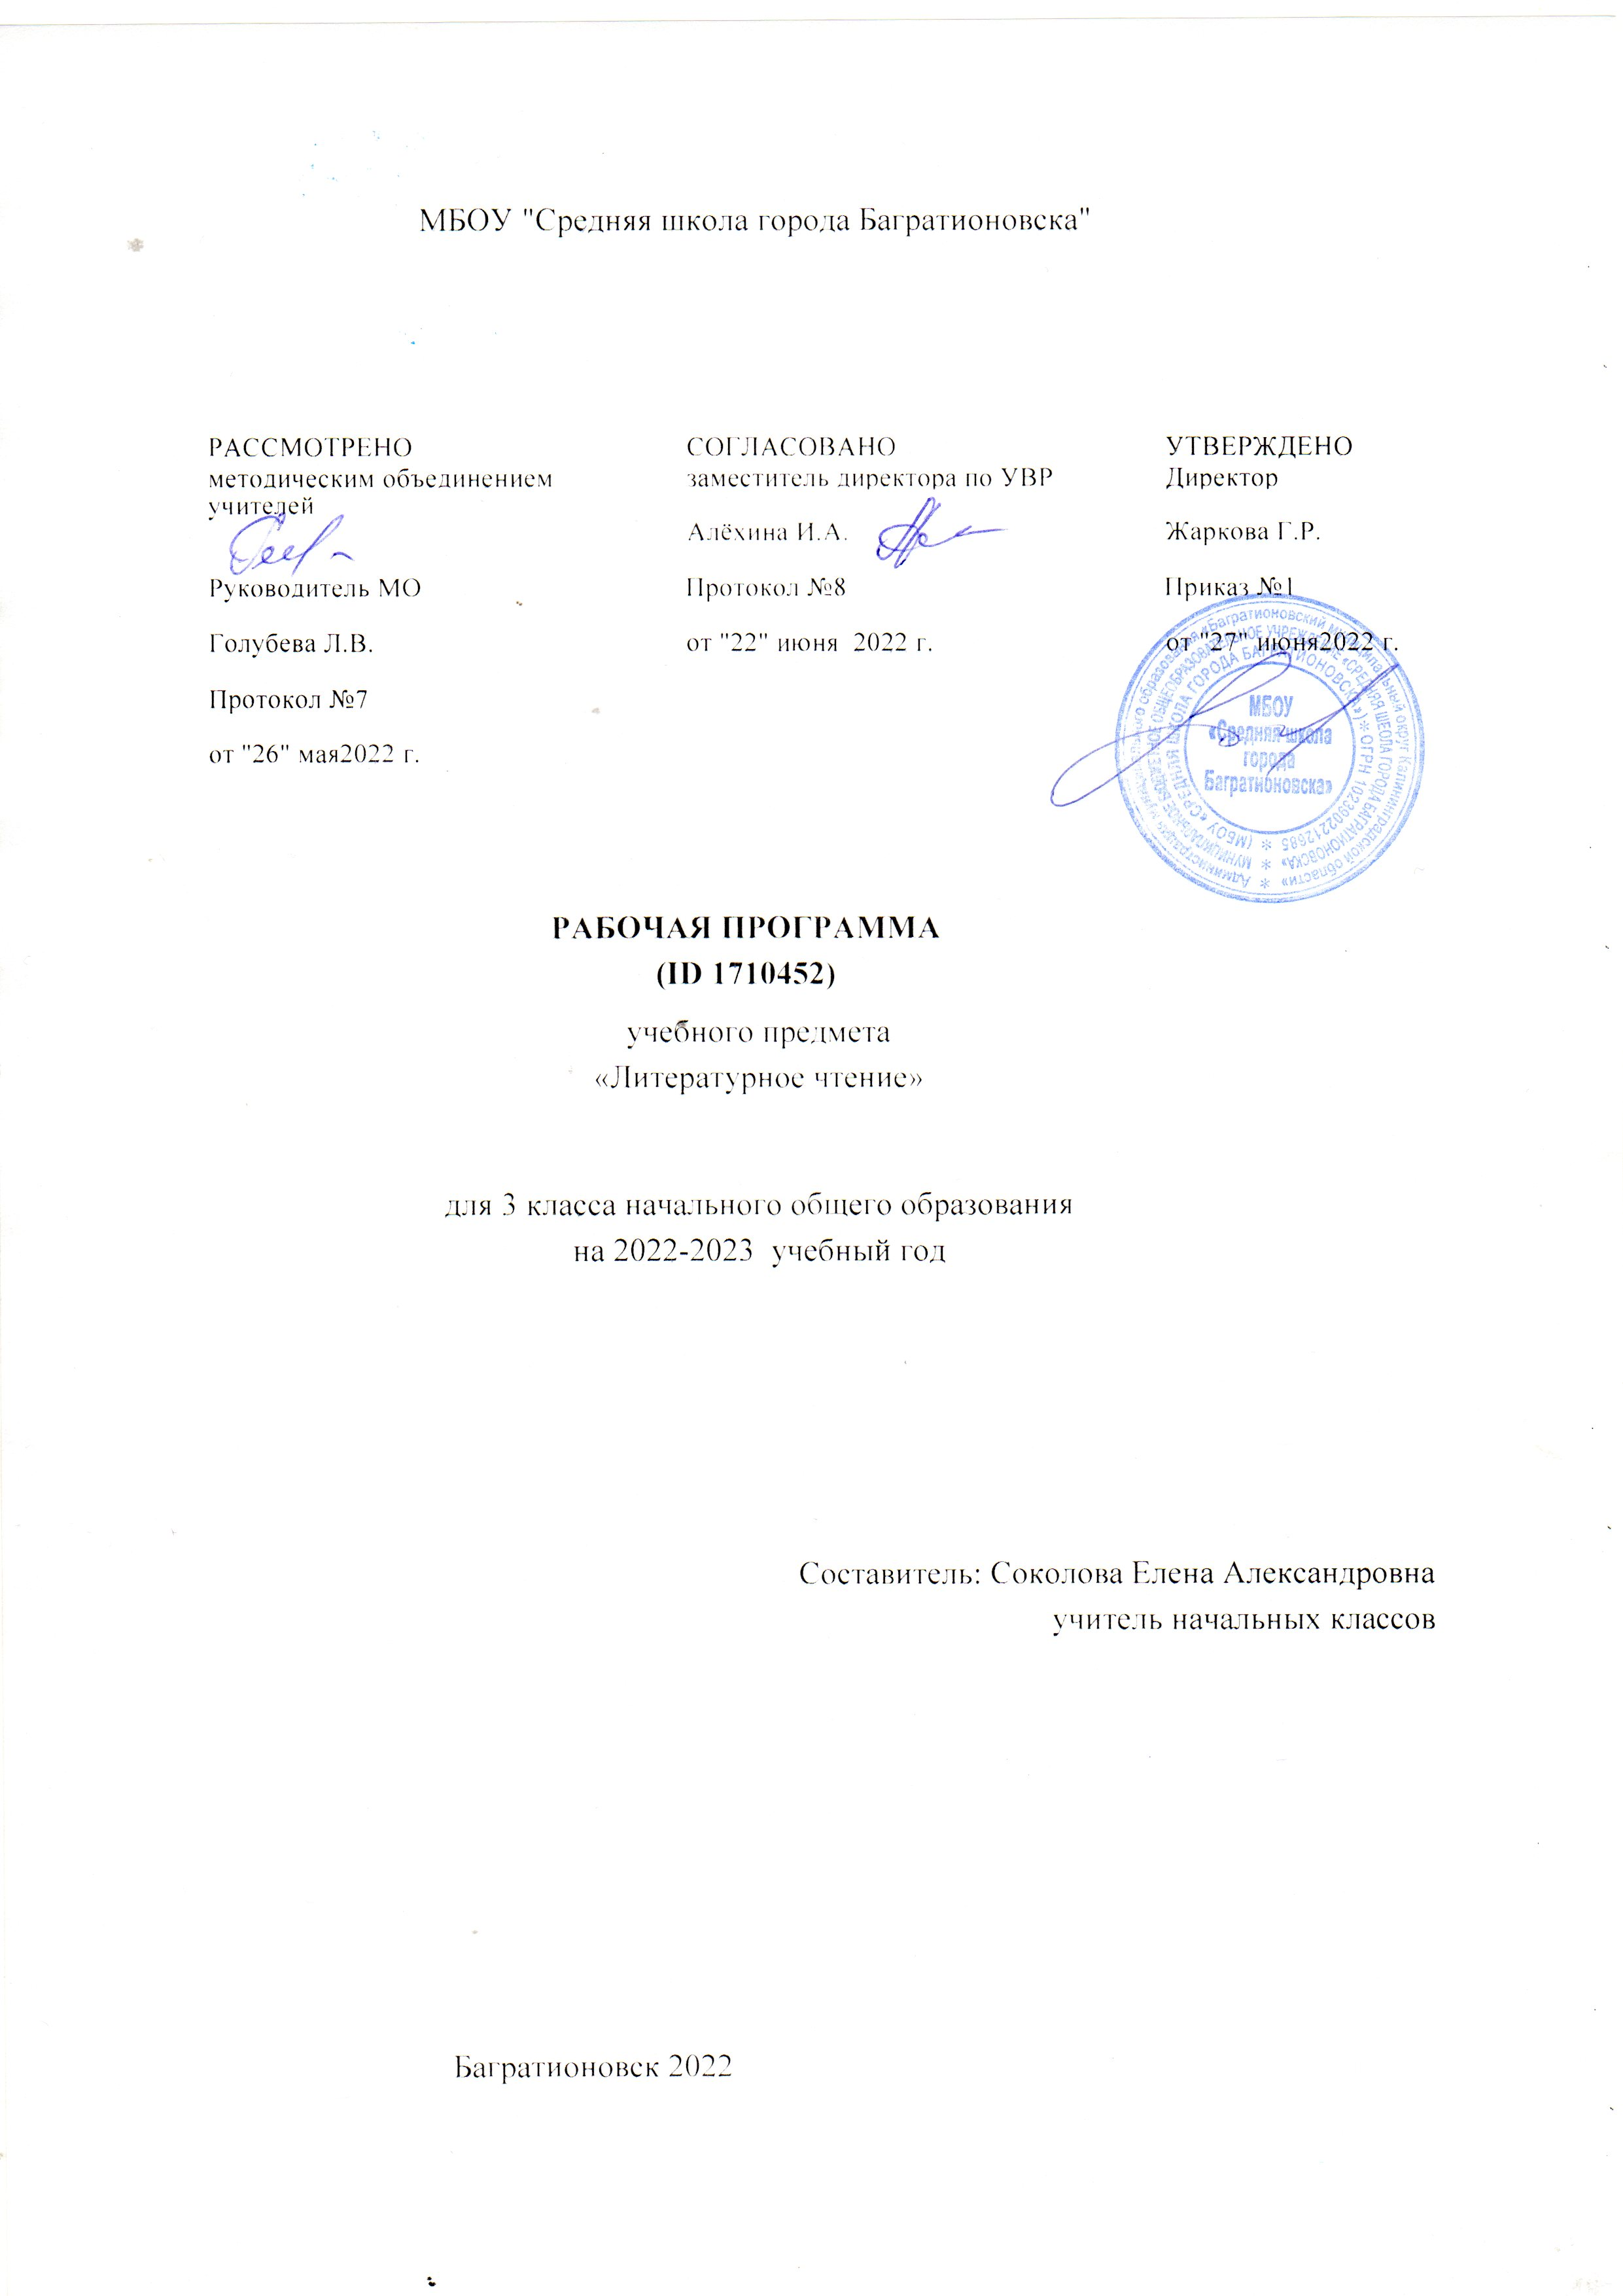 МБОУ "Средняя школа города Багратионовска"
РАССМОТРЕНО
методическим объединением
учителей
Руководитель МО
Голубева Л.В.
Протокол №7
от "26" мая2022 г.
СОГЛАСОВАНО
заместитель директора по УВР
Алёхина И.А.
Протокол №8
от "22" июня  2022 г.
УТВЕРЖДЕНО
Директор
Жаркова Г.Р.
Приказ №1
от "27"  июня2022 г.
МБОУ
«Средняя школа
города
Багратионовска»
ОГРН 1023902212685
РАБОЧАЯ ПРОГРАММА
(ID 1710452)
учебного предмета
«Литературное чтение»
для 3 класса начального общего образования
на 2022-2023  учебный год
Составитель: Соколова Елена Александровна
учитель начальных классов
Багратионовск 2022